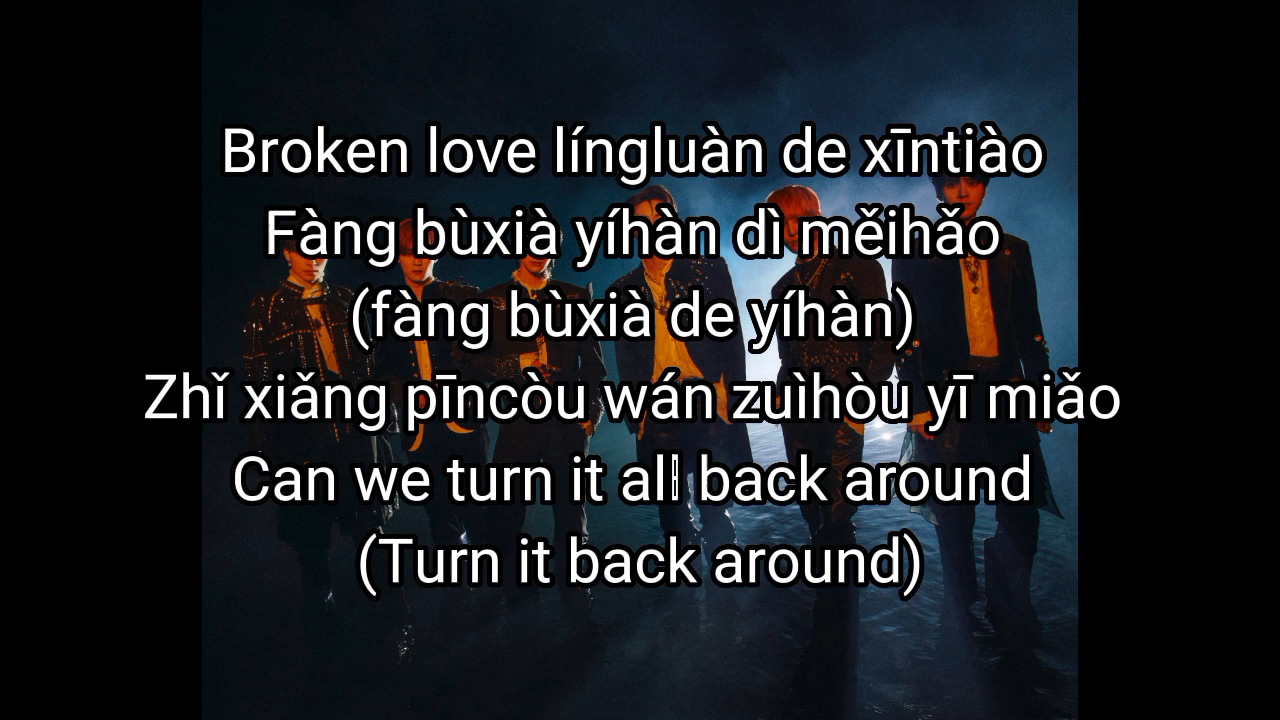 Broken love língluàn de xīntiào
Fàng bùxià yíhàn dì měihǎo
(fàng bùxià de yíhàn)
Zhǐ xiǎng pīncòu wán zuìhòu yī miǎo
Can we turn it all back around
(Turn it back around)